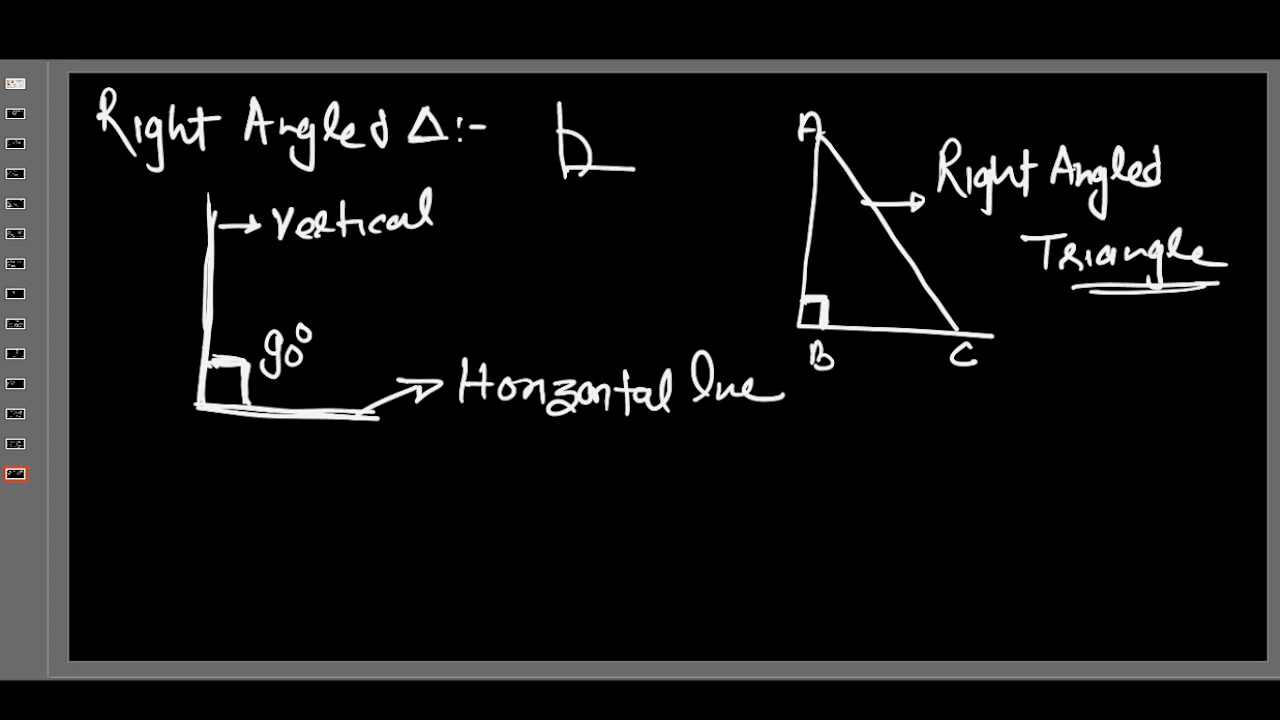 Right Angled Δ:-
vertical
90°
Horizontal line
A
B
C
Right Angled
Triangle